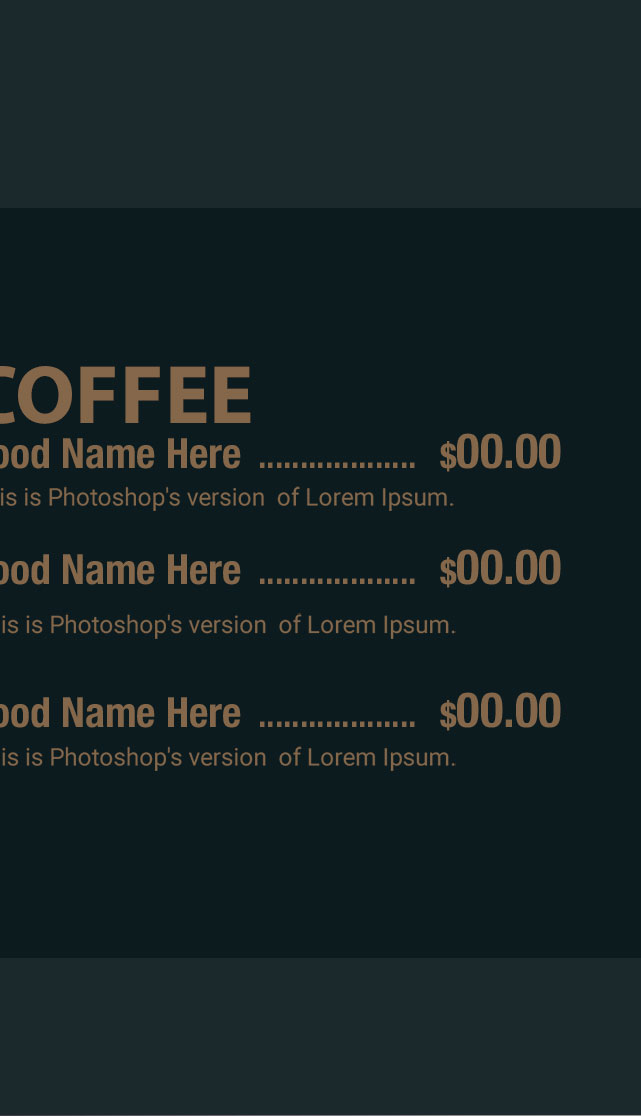 COFFEE
ood Name Here ................... $00.00
is is Photoshop's version  of Lorem Ipsum.
ood Name Here ................... $00.00
is is Photoshop's version  of Lorem Ipsum.
ood Name Here ................... $00.00
is is Photoshop's version  of Lorem Ipsum.